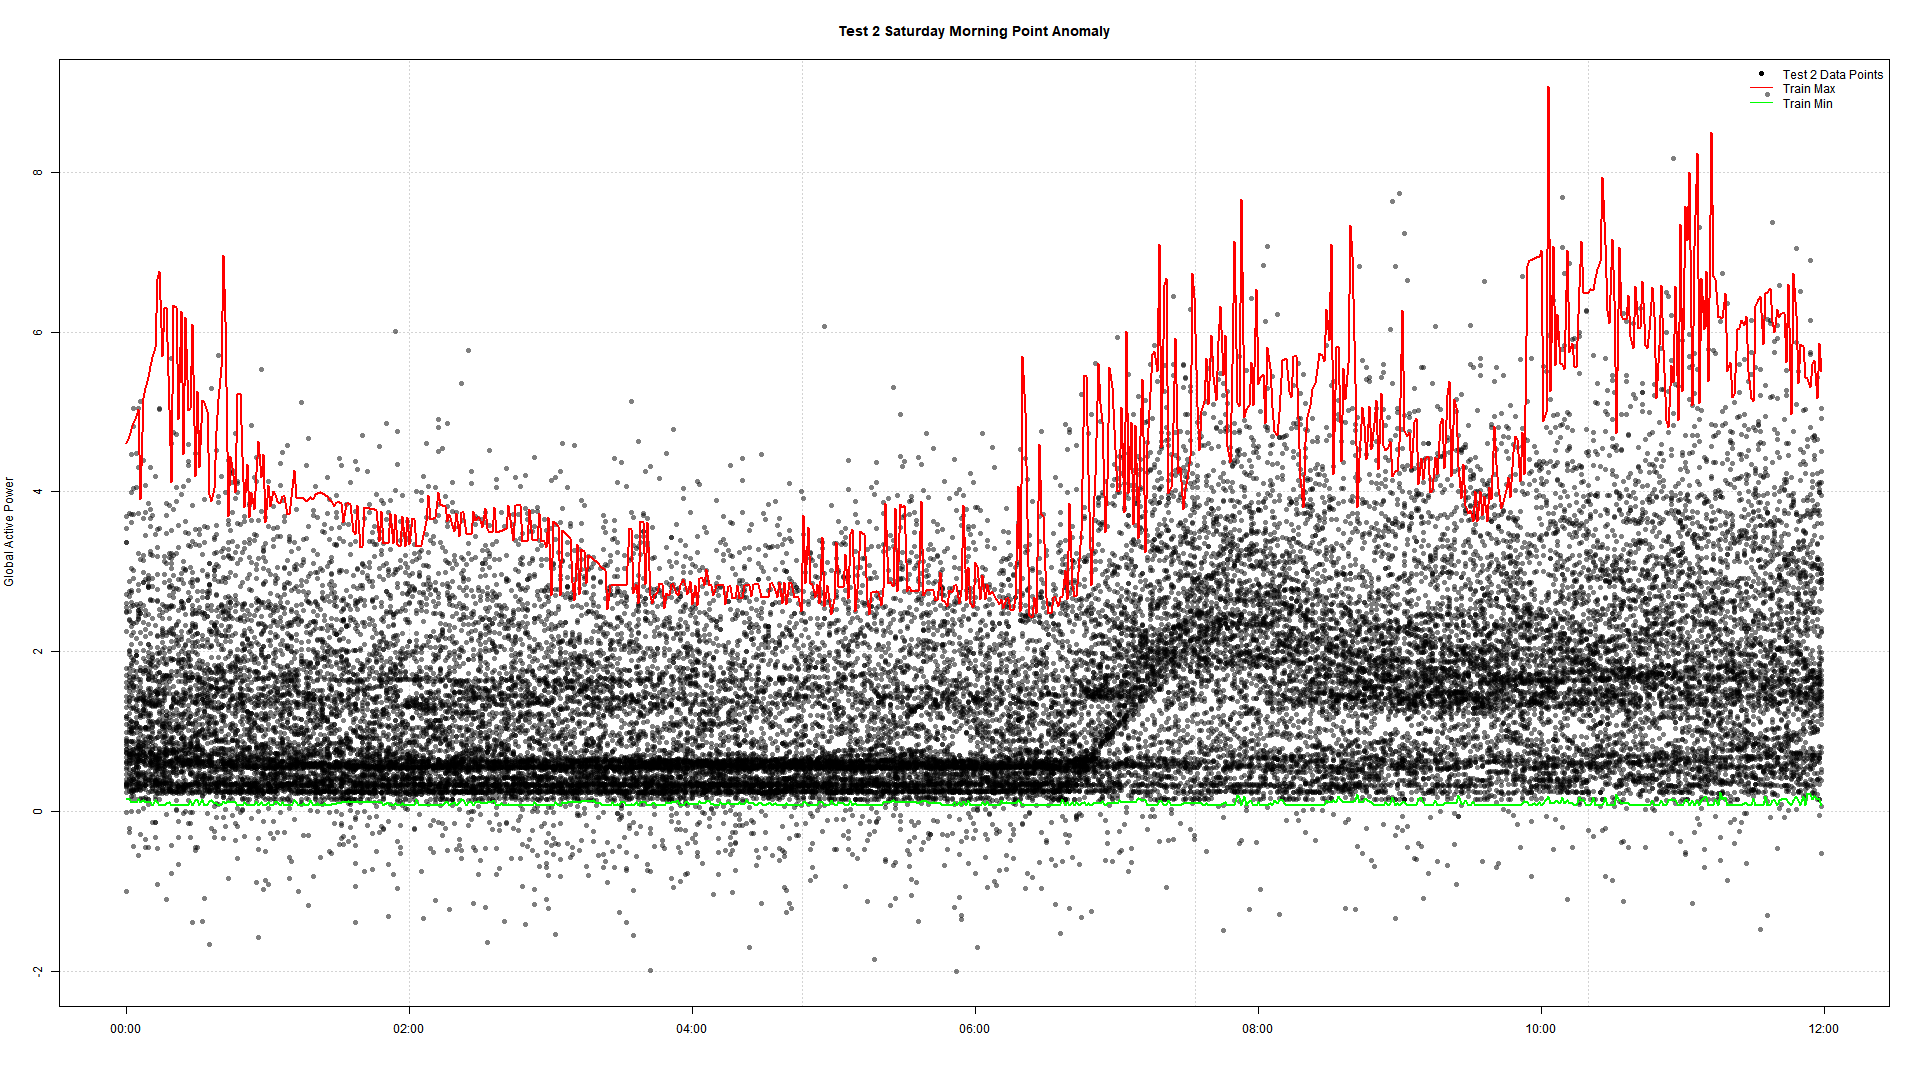 Test 2 Saturday Morning Point Anomaly
Test 2 Data Points
Train Max
Train Min
Global Active Power
8
6
4
2
0
-2
00:00
02:00
04:00
06:00
08:00
10:00
12:00